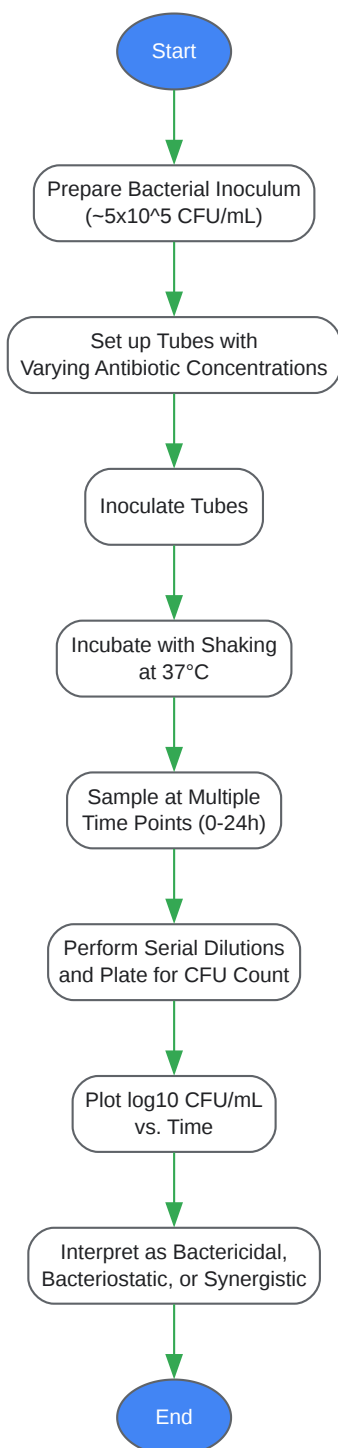 Start
Prepare Bacterial Inoculum
(~5x10^5 CFU/mL)
Set up Tubes with
Varying Antibiotic Concentrations
Inoculate Tubes
Incubate with Shaking
at 37°C
Sample at Multiple
Time Points (0-24h)
Perform Serial Dilutions
and Plate for CFU Count
Plot log10 CFU/mL
vs. Time
Interpret as Bactericidal,
Bacteriostatic, or Synergistic
End